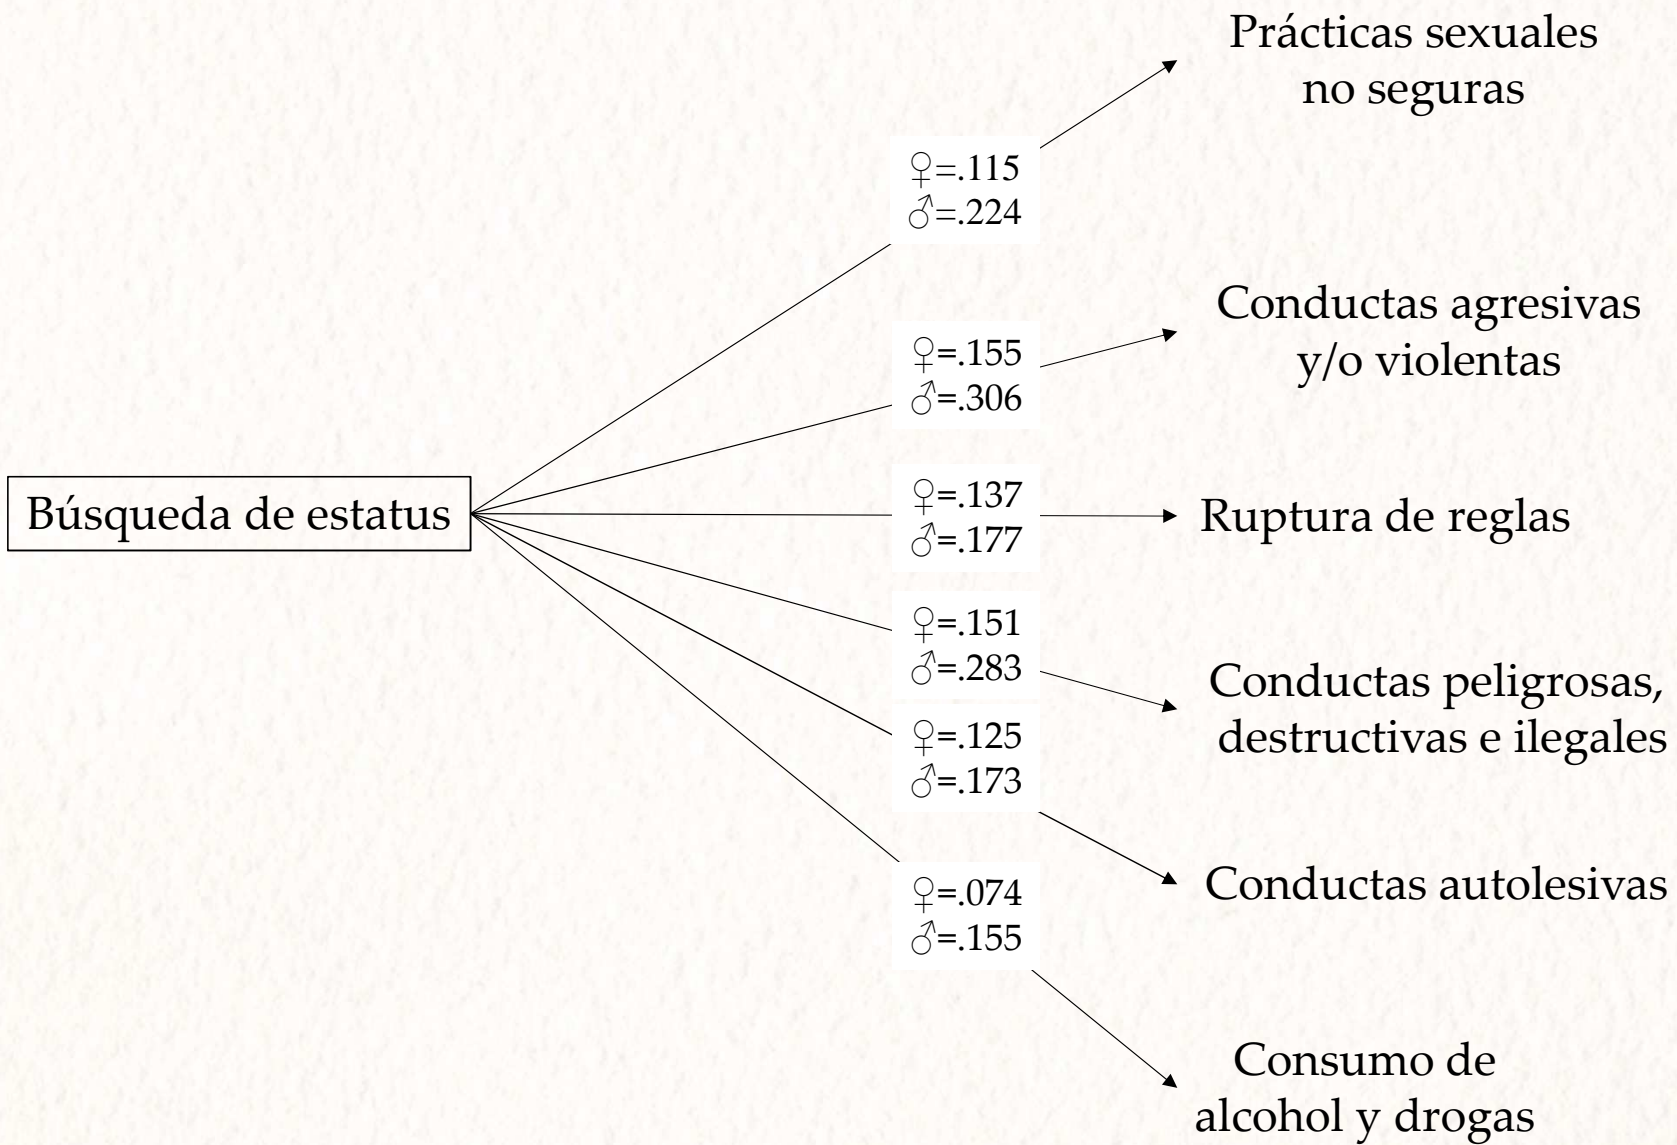 Prácticas sexuales
no seguras
♀=.115
♂=.224
Conductas agresivas
y/o violentas
♀=.155
♂=.306
Búsqueda de estatus
♀=.137
♂=.177
Ruptura de reglas
♀=.151
♂=.283
Conductas peligrosas,
destructivas e ilegales
♀=.125
♂=.173
Conductas autolesivas
♀=.074
♂=.155
Consumo de
alcohol y drogas